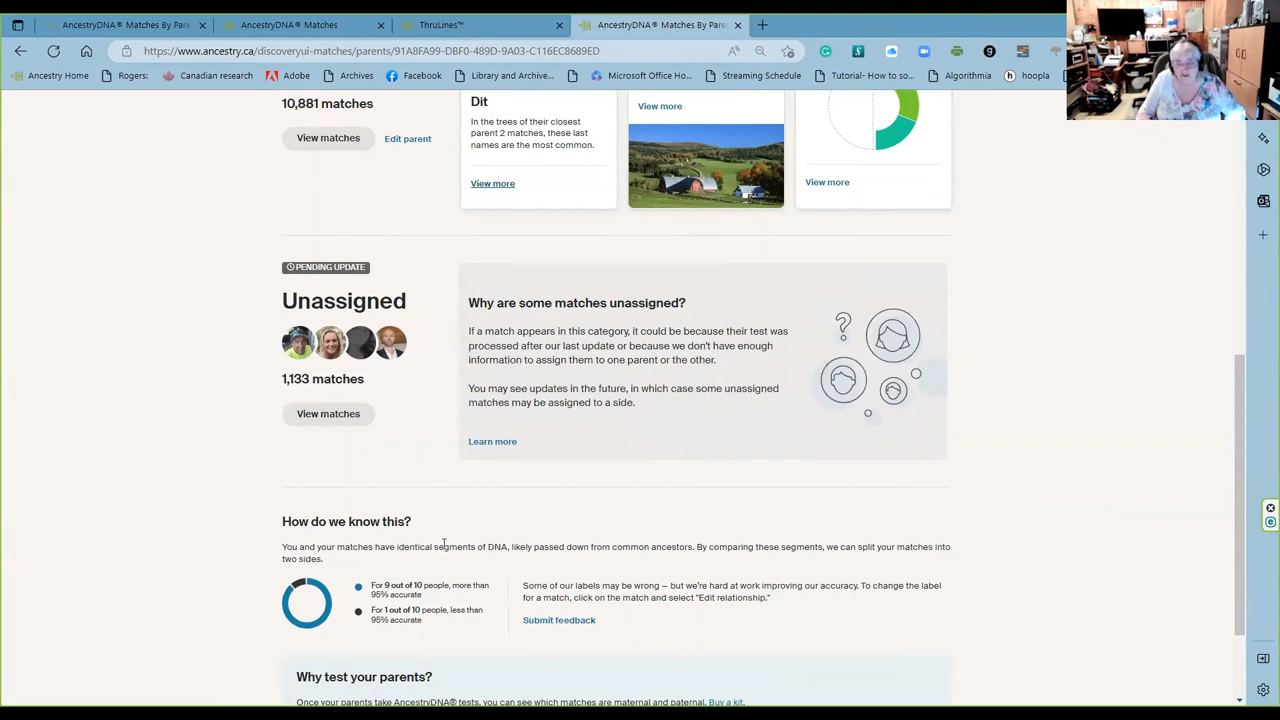 AncestryDNA® Matches By Pare
AncestryDNA® Matches
ThruLines™
AncestryDNA® Matches By Pare
https://www.ancestry.ca/discoveryui-matches/parents/91A8FA99-DBF0-489D-9A03-C116EC8689ED
Ancestry Home
Rogers:
Canadian research
Adobe
Archives
Facebook
Library and Archive...
Microsoft Office Ho...
Streaming Schedule
Tutorial- How to so...
Algorithmia
hoopla
10,881 matches
View matches
Edit parent
Dit
In the trees of their closest
parent 2 matches, these last
names are the most common.
View more
View more
View more
PENDING UPDATE
Unassigned
1,133 matches
View matches
Why are some matches unassigned?
If a match appears in this category, it could be because their test was
processed after our last update or because we don't have enough
information to assign them to one parent or the other.
You may see updates in the future, in which case some unassigned
matches may be assigned to a side.
Learn more
How do we know this?
You and your matches have identical segments of DNA, likely passed down from common ancestors. By comparing these segments, we can split your matches into
two sides.
For 9 out of 10 people, more than
95% accurate
For 1 out of 10 people, less than
95% accurate
Some of our labels may be wrong – but we're hard at work improving our accuracy. To change the label
for a match, click on the match and select "Edit relationship."
Submit feedback
Why test your parents?
Once your parents take AncestryDNA® tests, you can see which matches are maternal and paternal. Buy a kit.